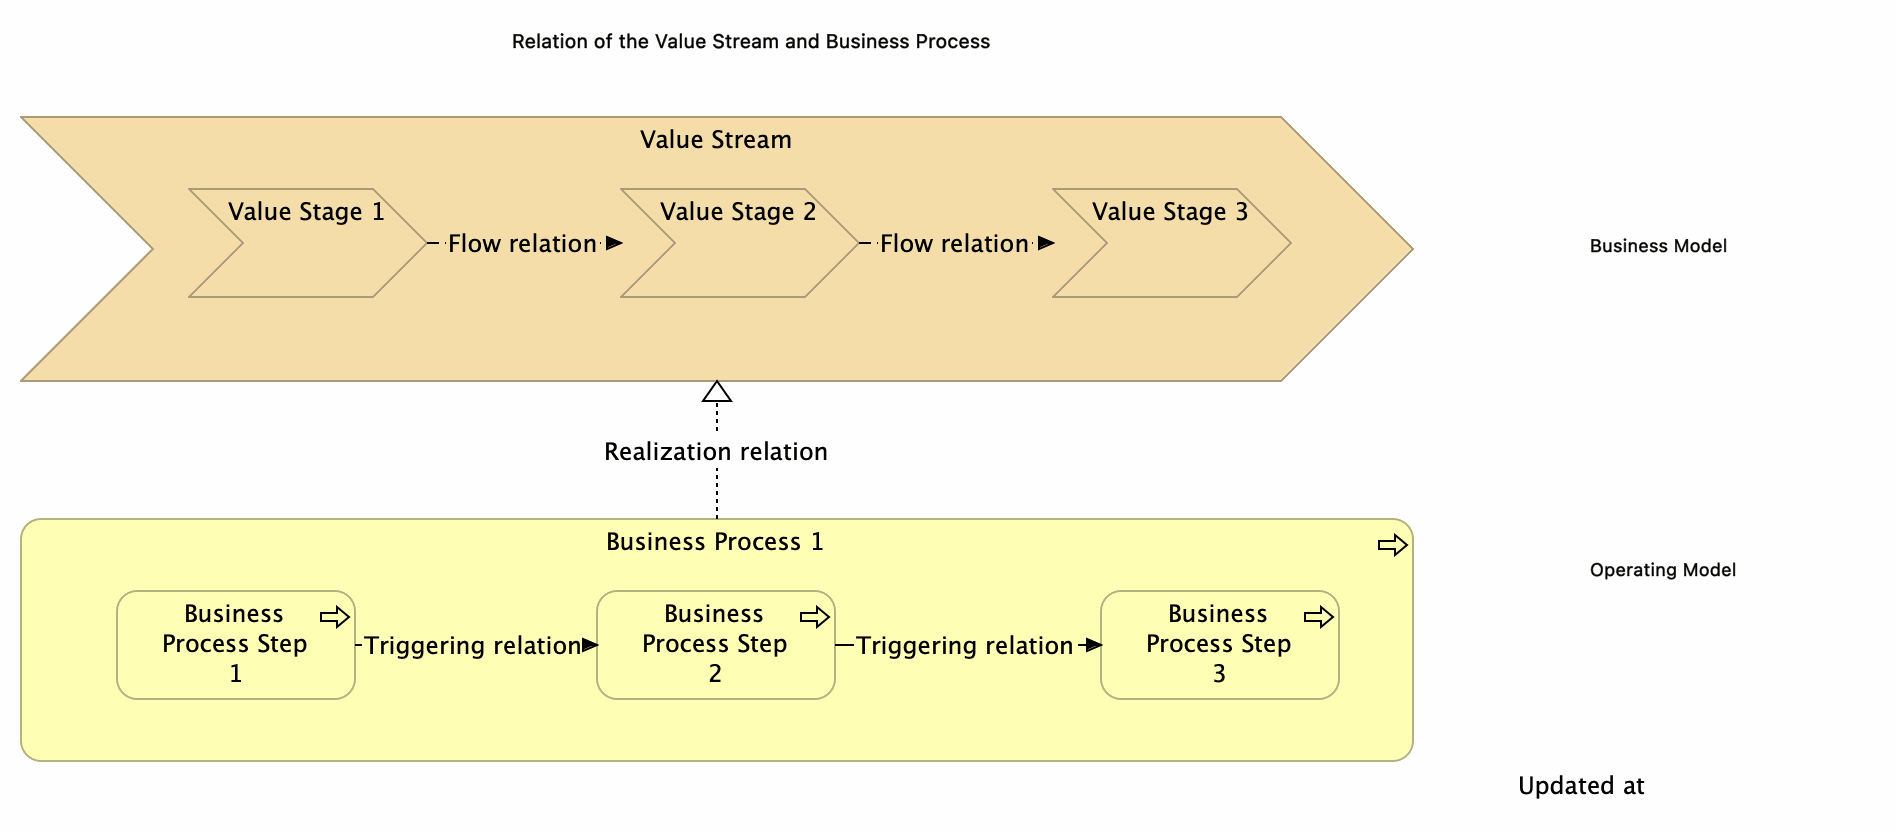 Relation of the Value Stream and Business Process
Value Stream
Value Stage 1
Value Stage 2
Value Stage 3
Flow relation
Flow relation
Business Model
Realization relation
Business Process 1
Operating Model
Business
Process Step
1
Triggering relation
Business
Process Step
2
Triggering relation
Business
Process Step
3
Updated at